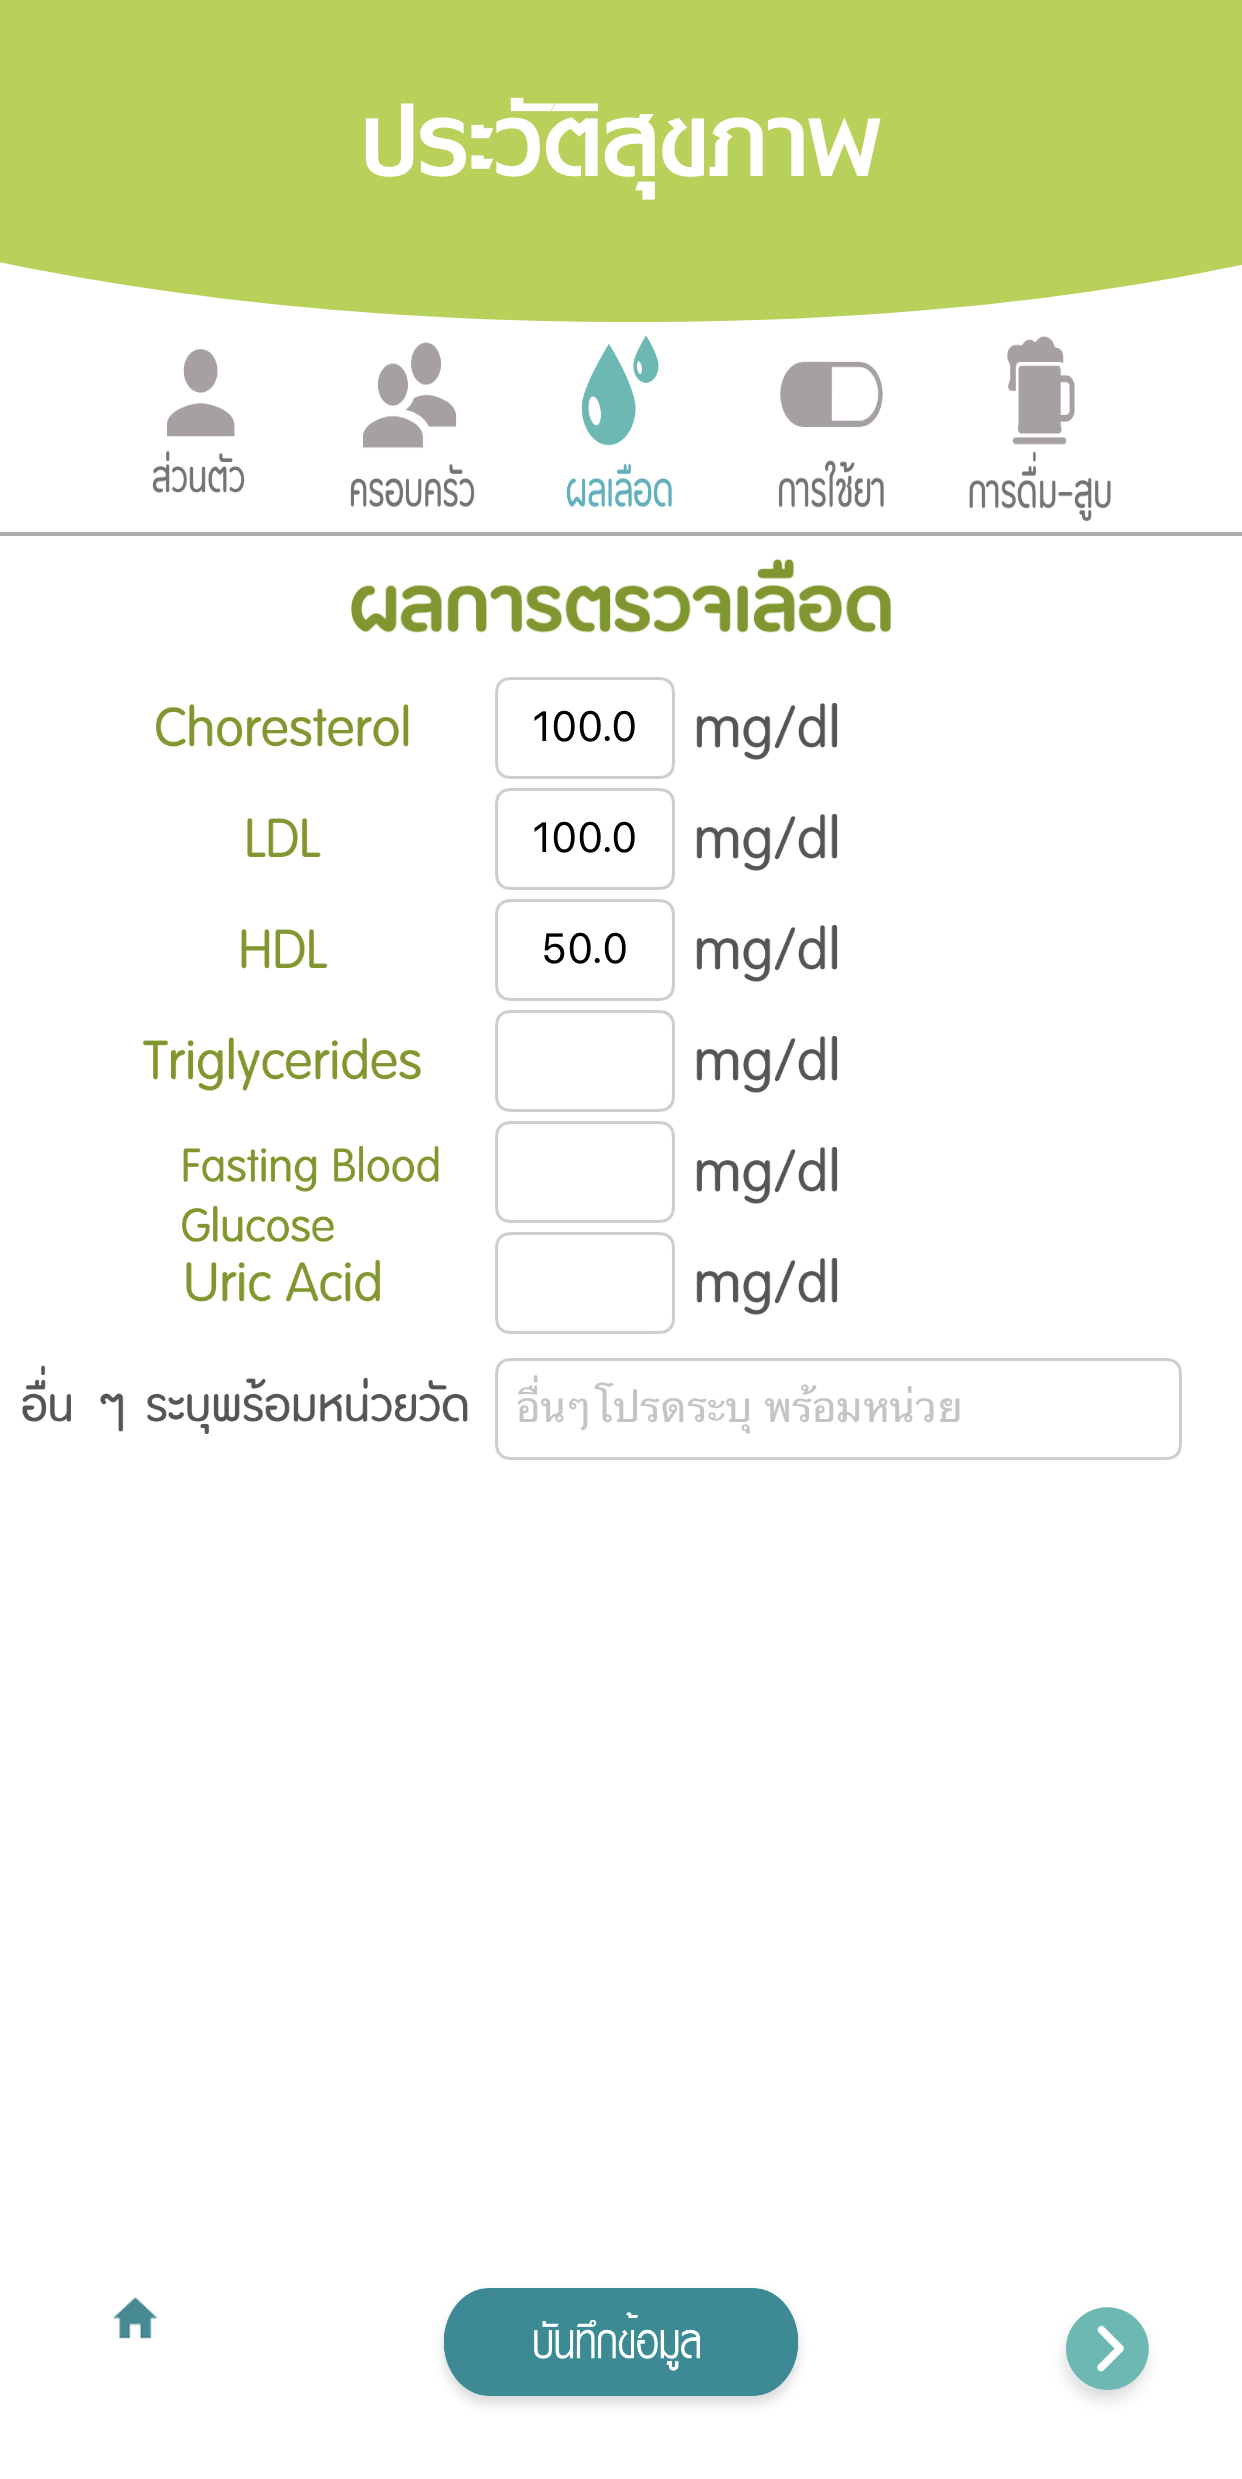 ประวัติสุขภาพ
ส่วนตัว
ครอบครัว
ผลเลือด
การใช้ยา
การดื่ม-สูบ
ผลการตรวจเลือด
Choresterol 100.0 mg/dl
LDL 100.0 mg/dl
HDL 50.0 mg/dl
Triglycerides mg/dl
Fasting Blood mg/dl
Glucose
Uric Acid mg/dl
อื่น ๆ ระบุพร้อมหน่วยวัด อื่นๆโปรดระบุ พร้อมหน่วย
บันทึกข้อมูล